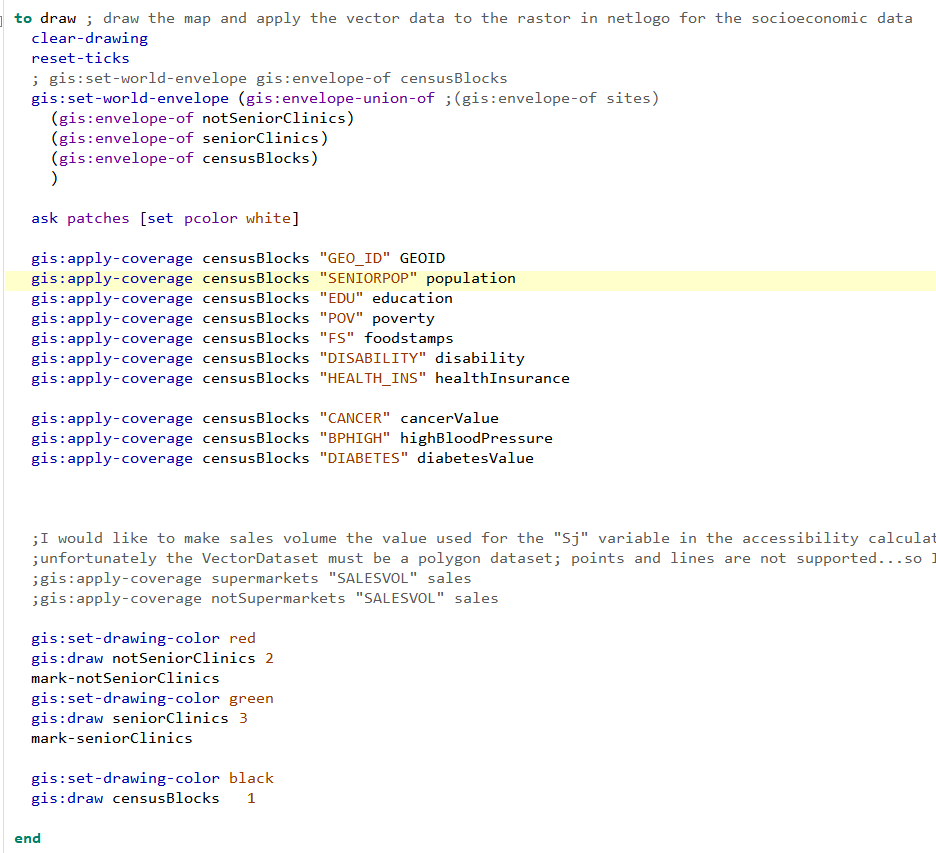 to draw ; draw the map and apply the vector data to the rastor in netlogo for the socioeconomic data
clear-drawing
reset-ticks
; gis:set-world-envelope gis:envelope-of censusBlocks
gis:set-world-envelope (gis:envelope-union-of ;(gis:envelope-of sites)
(gis:envelope-of notSeniorClinics)
(gis:envelope-of seniorClinics)
(gis:envelope-of censusBlocks)
)
ask patches [set pcolor white]
gis:apply-coverage censusBlocks "GEO_ID" GEOID
gis:apply-coverage censusBlocks "SENIORPOP" population
gis:apply-coverage censusBlocks "EDU" education
gis:apply-coverage censusBlocks "POV" poverty
gis:apply-coverage censusBlocks "FS" foodstamps
gis:apply-coverage censusBlocks "DISABILITY" disability
gis:apply-coverage censusBlocks "HEALTH_INS" healthInsurance
gis:apply-coverage censusBlocks "CANCER" cancerValue
gis:apply-coverage censusBlocks "BPHIGH" highBloodPressure
gis:apply-coverage censusBlocks "DIABETES" diabetesValue
;I would like to make sales volume the value used for the "Sj" variable in the accessibility calculat
;unfortunately the VectorDataset must be a polygon dataset; points and lines are not supported...so I
;gis:apply-coverage supermarkets "SALESVOL" sales
;gis:apply-coverage notSupermarkets "SALESVOL" sales
gis:set-drawing-color red
gis:draw notSeniorClinics 2
mark-notSeniorClinics
gis:set-drawing-color green
gis:draw seniorClinics 3
mark-seniorClinics
gis:set-drawing-color black
gis:draw censusBlocks 1
end